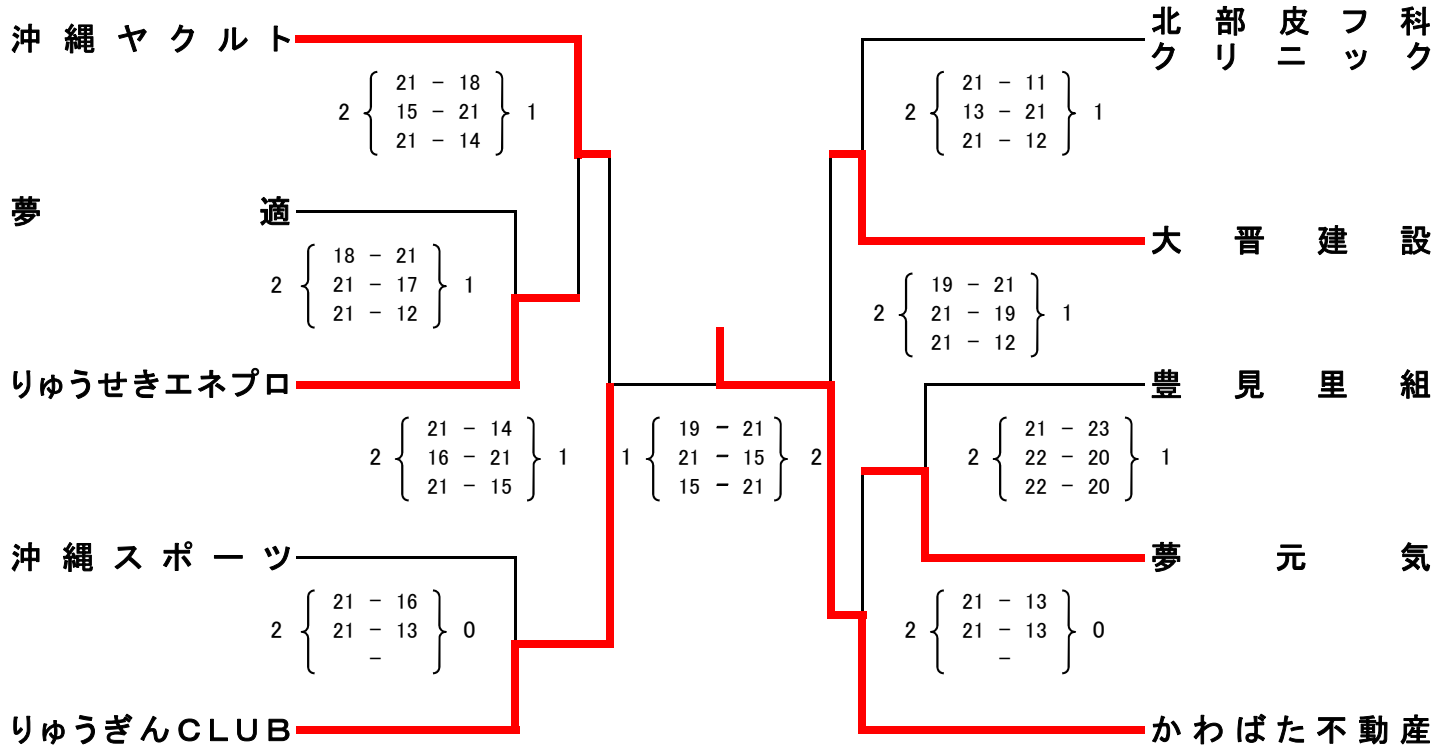 沖縄ヤクルト
2 { 21 - 18 } 1
15 - 21
21 - 14
夢適
2 { 18 - 21 } 1
21 - 17
21 - 12
りゅうせきエネプロ
2 { 21 - 14 } 1
16 - 21
21 - 15
沖縄スポーツ
2 { 21 - 16 } 0
21 - 13
-
りゅうぎんCLUB
1 { 19 - 21 } 2
21 - 15
15 - 21
北部皮フ科
クリニック
2 { 21 - 11 } 1
13 - 21
21 - 12
大晋建設
2 { 19 - 21 } 1
21 - 19
21 - 12
豊見里組
2 { 21 - 23 } 1
22 - 20
22 - 20
夢元気
2 { 21 - 13 } 0
21 - 13
-
かわばた不動産